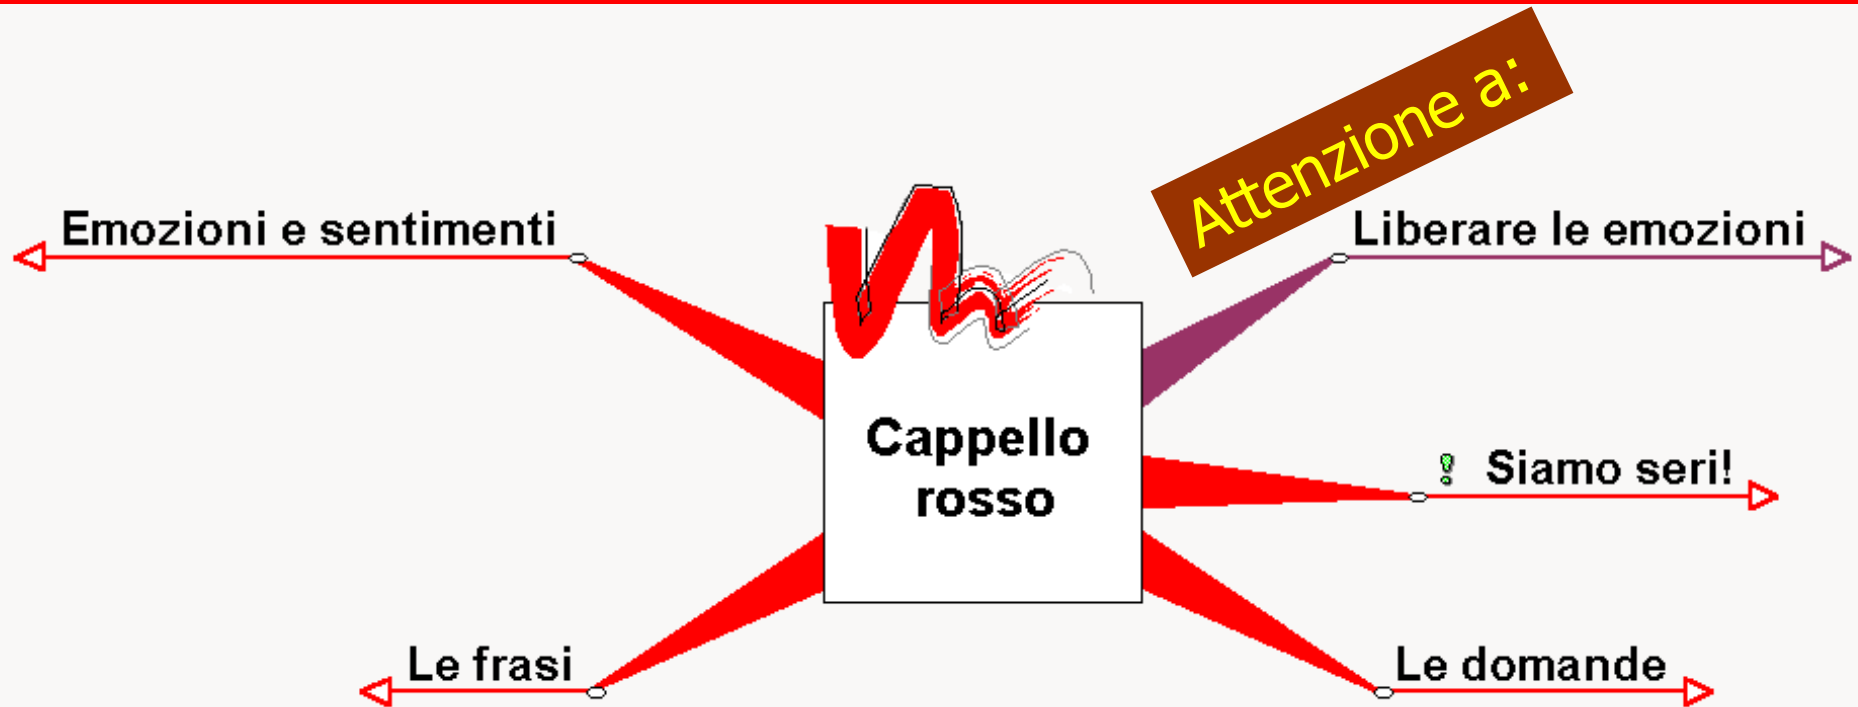 Attenzione a:
Emozioni e sentimenti
Liberare le emozioni
Cappello
rosso
Siamo seri!
Le frasi
Le domande